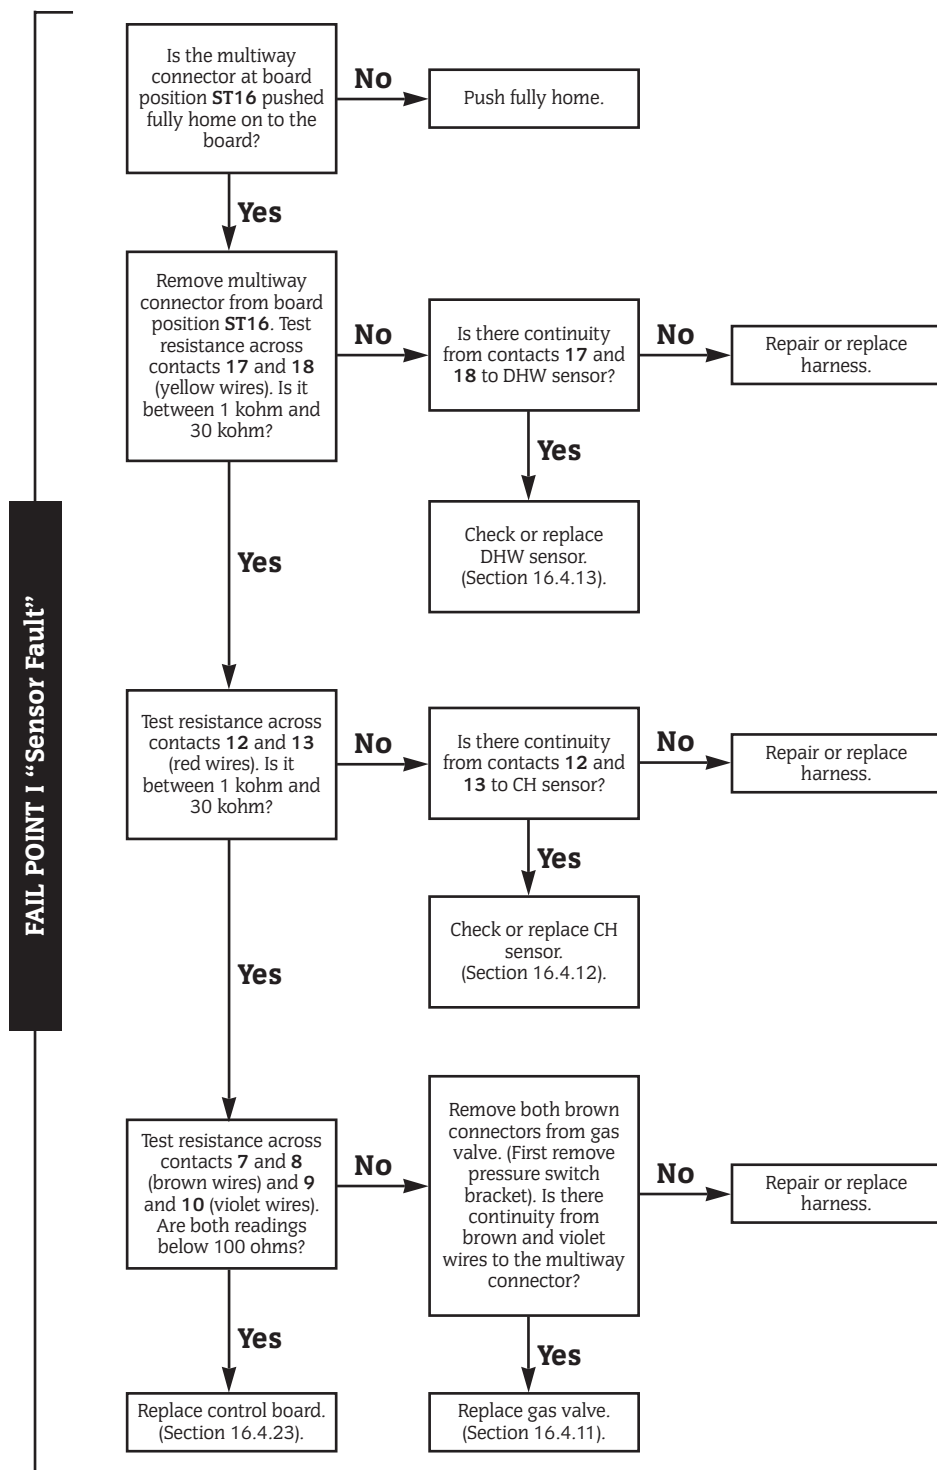 FAIL POINT I “Sensor Fault”
Is the multiway
connector at board
position ST16 pushed
fully home on to the
board?
No
Push fully home.
Yes
Remove multiway
connector from board
position ST16. Test
resistance across
contacts 17 and 18
(yellow wires). Is it
between 1 kohm and
30 kohm?
No
Is there continuity
from contacts 17 and
18 to DHW sensor?
No
Repair or replace
harness.
Yes
Check or replace
DHW sensor.
(Section 16.4.13).
Yes
Test resistance across
contacts 12 and 13
(red wires). Is it
between 1 kohm and
30 kohm?
No
Is there continuity
from contacts 12 and
13 to CH sensor?
No
Repair or replace
harness.
Yes
Check or replace CH
sensor.
(Section 16.4.12).
Yes
Test resistance across
contacts 7 and 8
(brown wires) and 9
and 10 (violet wires).
Are both readings
below 100 ohms?
No
Remove both brown
connectors from gas
valve. (First remove
pressure switch
bracket). Is there
continuity from
brown and violet
wires to the multiway
connector?
No
Repair or replace
harness.
Yes
Replace control board.
(Section 16.4.23).
Yes
Replace gas valve.
(Section 16.4.11).